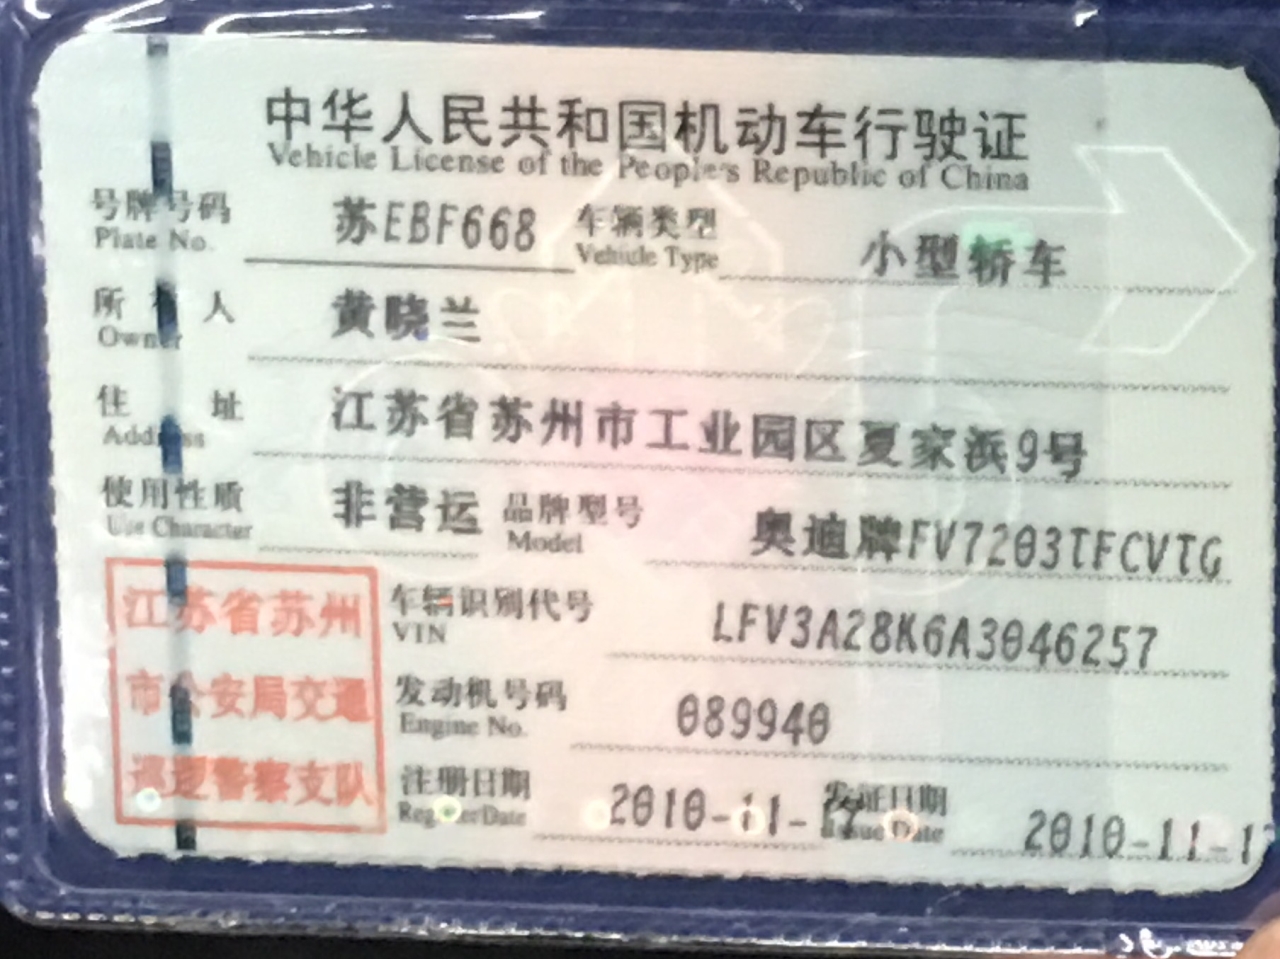 中华人民共和国机动车行驶证
Vehicle License of the People's Republic of China
号牌号码 苏EBF668 车辆类型 小型轿车
Plate No. Vehicle Type
所有人 黄晓兰
Owner
住址 江苏省苏州市工业园区夏家浜9号
Address
使用性质 非营运 品牌型号 奥迪牌FV7203TFCVTG
Use Character Model
江苏省苏州
市公安局交通
巡逻警察支队
车辆识别代号 LFV3A28K6A3046257
VIN
发动机号码 089940
Engine No.
注册日期 2010-11- 发证日期 2010-11-1
Register Date Issue Date